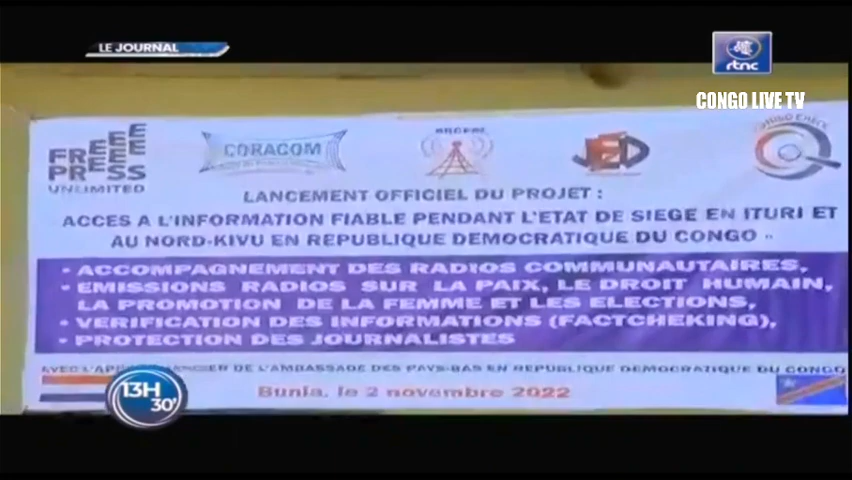 LE JOURNAL
rtnc
CONGO LIVE TV
FREE PRESS UNLIMITED
CORACOM
JED
LANCEMENT OFFICIEL DU PROJET :
ACCES A L'INFORMATION FIABLE PENDANT L'ETAT DE SIEGE EN ITURI ET
AU NORD-KIVU EN REPUBLIQUE DEMOCRATIQUE DU CONGO »
• ACCOMPAGNEMENT DES RADIOS COMMUNAUTAIRES,
• EMISSIONS RADIOS SUR LA PAIX, LE DROIT HUMAIN,
LA PROMOTION DE LA FEMME ET LES ELECTIONS,
• VERIFICATION DES INFORMATIONS (FACTCHEKING),
• PROTECTION DES JOURNALISTES
AVEC L'APPUI FINANCIER DE L'AMBASSADE DES PAYS-BAS EN REPUBLIQUE DEMOCRATIQUE DU CONGO
Bunia, le 2 novembre 2022
13H
30'